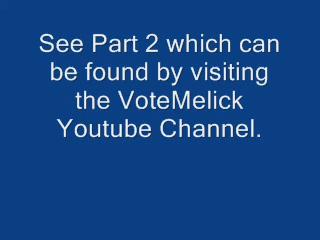 See Part 2 which can
be found by visiting
the VoteMelick
Youtube Channel.